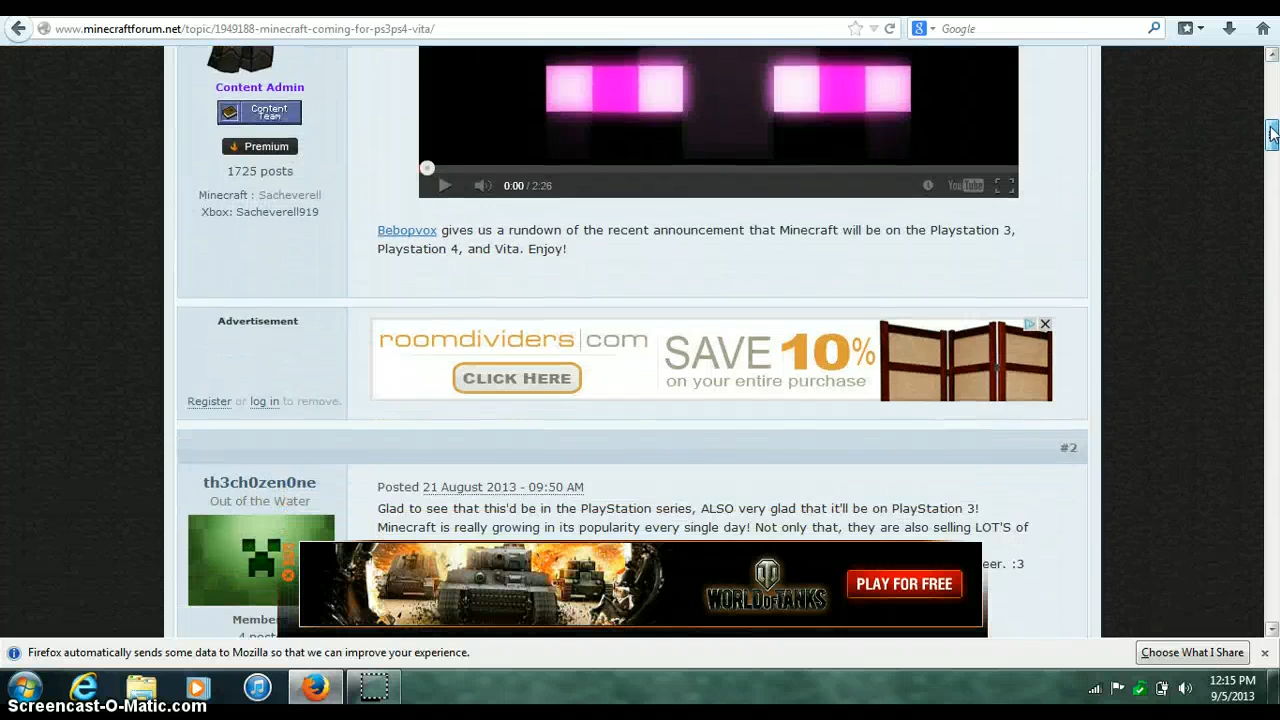 www.minecraftforum.net/topic/1949188-minecraft-coming-for-ps3ps4-vita/
Google
Content Admin
Content Team
Premium
1725 posts
Minecraft : Sacheverell
Xbox: Sacheverell919
0:00 / 2:26
YouTube
Bebopvox gives us a rundown of the recent announcement that Minecraft will be on the Playstation 3,
Playstation 4, and Vita. Enjoy!
Advertisement
Register or log in to remove.
roomdividers|com
CLICK HERE
SAVE 10%
on your entire purchase
#2
th3ch0zen0ne
Out of the Water
Posted 21 August 2013 - 09:50 AM
Glad to see that this'd be in the PlayStation series, ALSO very glad that it'll be on PlayStation 3!
Minecraft is really growing in its popularity every single day! Not only that, they are also selling LOT'S of
eer. :3
WORLD OF TANKS
PLAY FOR FREE
Firefox automatically sends some data to Mozilla so that we can improve your experience.
Choose What I Share
12:15 PM
9/5/2013
Screencast-O-Matic.com